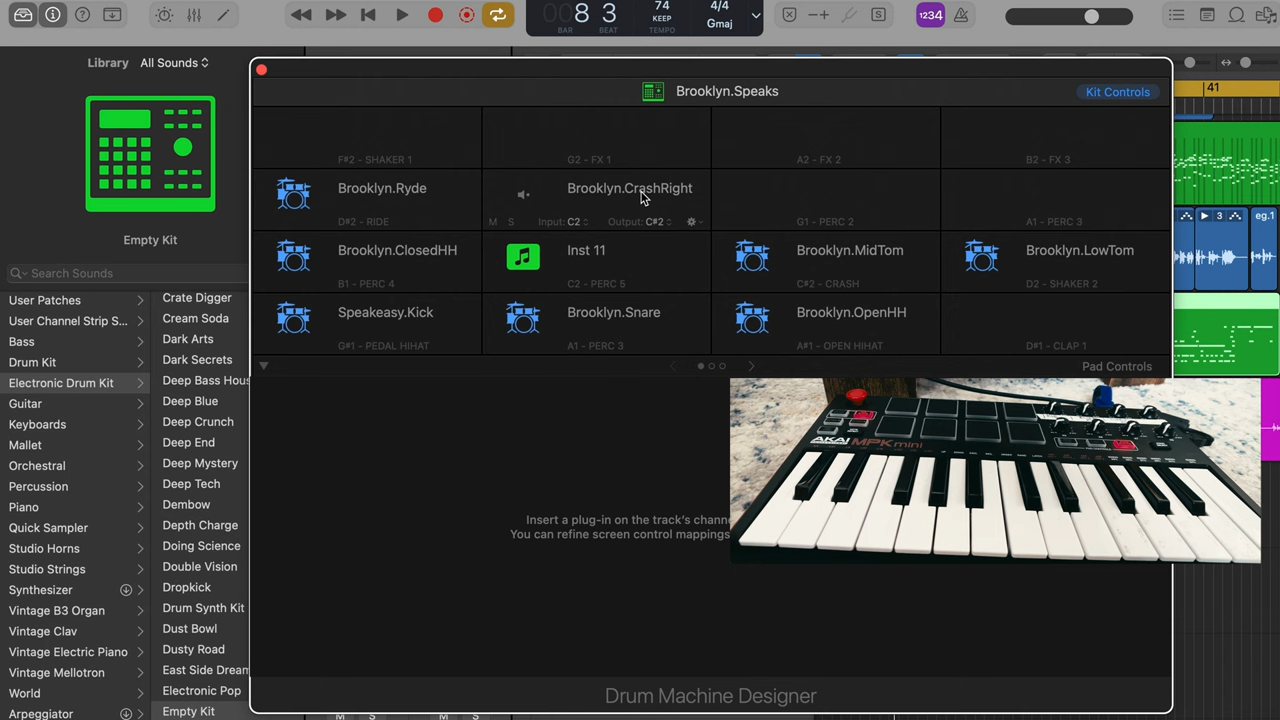 008 3
74
KEEP
4/4
Gmaj
BAR
BEAT
TEMPO
1234
Library
All Sounds
41
Brooklyn.Speaks
Kit Controls
F#2 - SHAKER 1
G2 - FX 1
A2 - FX 2
B2 - FX 3
Brooklyn.Ryde
Brooklyn.CrashRight
D#2 - RIDE
M S Input: C2 Output: C#2
G1 - PERC 2
A1 - PERC 3
3
eg.1
Brooklyn.ClosedHH
Inst 11
Brooklyn.MidTom
Brooklyn.LowTom
B1 - PERC 4
C2 - PERC 5
C#2 - CRASH
D2 - SHAKER 2
Speakeasy.Kick
Brooklyn.Snare
Brooklyn.OpenHH
G#1 - PEDAL HIHAT
A1 - PERC 3
A#1 - OPEN HIHAT
D#1 - CLAP 1
Pad Controls
Empty Kit
Search Sounds
User Patches
User Channel Strip S...
Bass
Drum Kit
Electronic Drum Kit
Guitar
Keyboards
Mallet
Orchestral
Percussion
Piano
Quick Sampler
Studio Horns
Studio Strings
Synthesizer
Vintage B3 Organ
Vintage Clav
Vintage Electric Piano
Vintage Mellotron
World
Arpeggiator
Crate Digger
Cream Soda
Dark Arts
Dark Secrets
Deep Bass Hou
Deep Blue
Deep Crunch
Deep End
Deep Mystery
Deep Tech
Dembow
Depth Charge
Doing Science
Double Vision
Dropkick
Drum Synth Kit
Dust Bowl
Dusty Road
East Side Dream
Electronic Pop
Empty Kit
Insert a plug-in on the track's chann
You can refine screen control mappings
AKAI MPK mini
Drum Machine Designer
M S M S